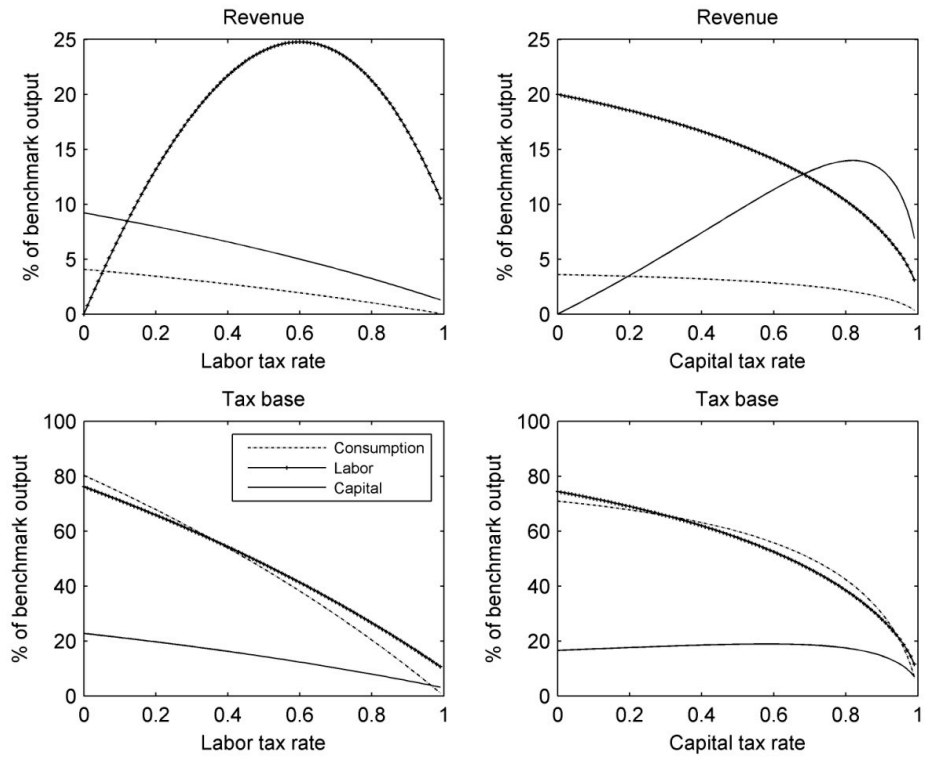 Revenue
% of benchmark output
25
20
15
10
5
0
0 0.2 0.4 0.6 0.8 1
Labor tax rate
Revenue
% of benchmark output
25
20
15
10
5
0
0 0.2 0.4 0.6 0.8 1
Capital tax rate
Tax base
% of benchmark output
100
80
60
40
20
0
Consumption
Labor
Capital
0 0.2 0.4 0.6 0.8 1
Labor tax rate
Tax base
% of benchmark output
100
80
60
40
20
0
0 0.2 0.4 0.6 0.8 1
Capital tax rate